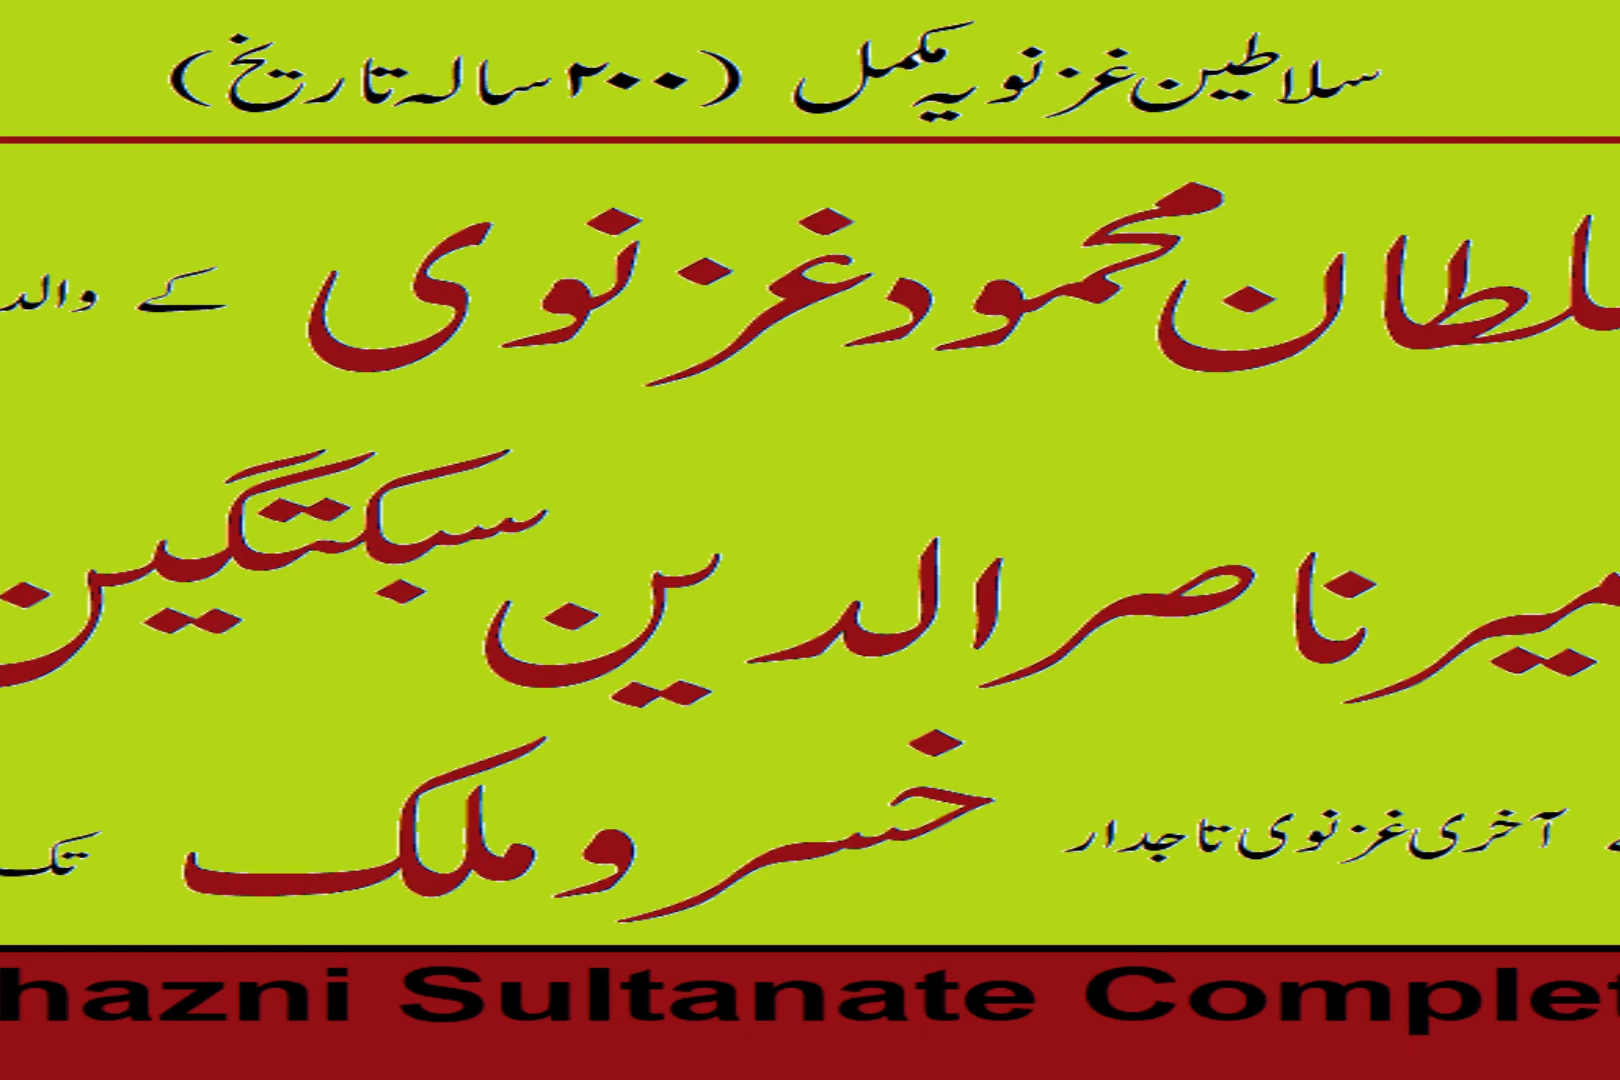 سلاطین غزنویہ مکمل (۲۰۰ سالہ تاریخ)
لطان محمود غزنوی کے والد
میر ناصر الدین سبکتگین
آخری غزنوی تاجدار خسرو ملک تک
hazni Sultanate Complet